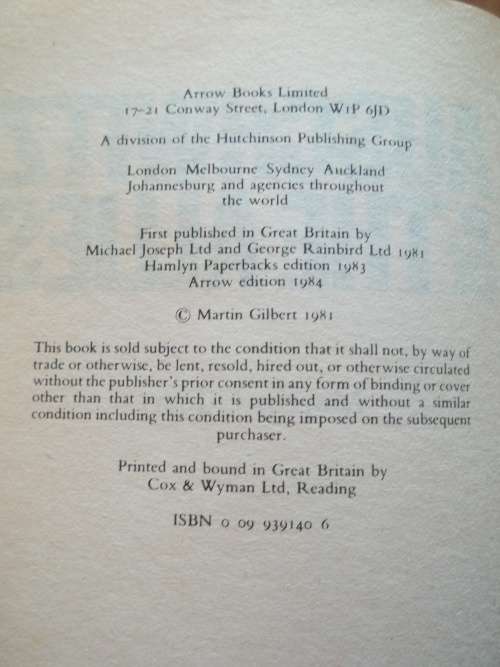 Arrow Books Limited
17–21 Conway Street, London W1P 6JD
A division of the Hutchinson Publishing Group
London Melbourne Sydney Auckland
Johannesburg and agencies throughout
the world
First published in Great Britain by
Michael Joseph Ltd and George Rainbird Ltd 1981
Hamlyn Paperbacks edition 1983
Arrow edition 1984
© Martin Gilbert 1981
This book is sold subject to the condition that it shall not, by way of
trade or otherwise, be lent, resold, hired out, or otherwise circulated
without the publisher's prior consent in any form of binding or cover
other than that in which it is published and without a similar
condition including this condition being imposed on the subsequent
purchaser.
Printed and bound in Great Britain by
Cox & Wyman Ltd, Reading
ISBN 0 09 939140 6